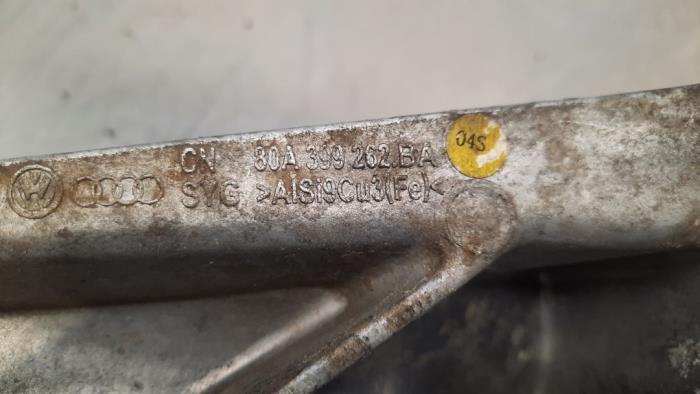 CN 80A 399 262.BA
SYG >AlSi9Cu3(Fe)<
04S